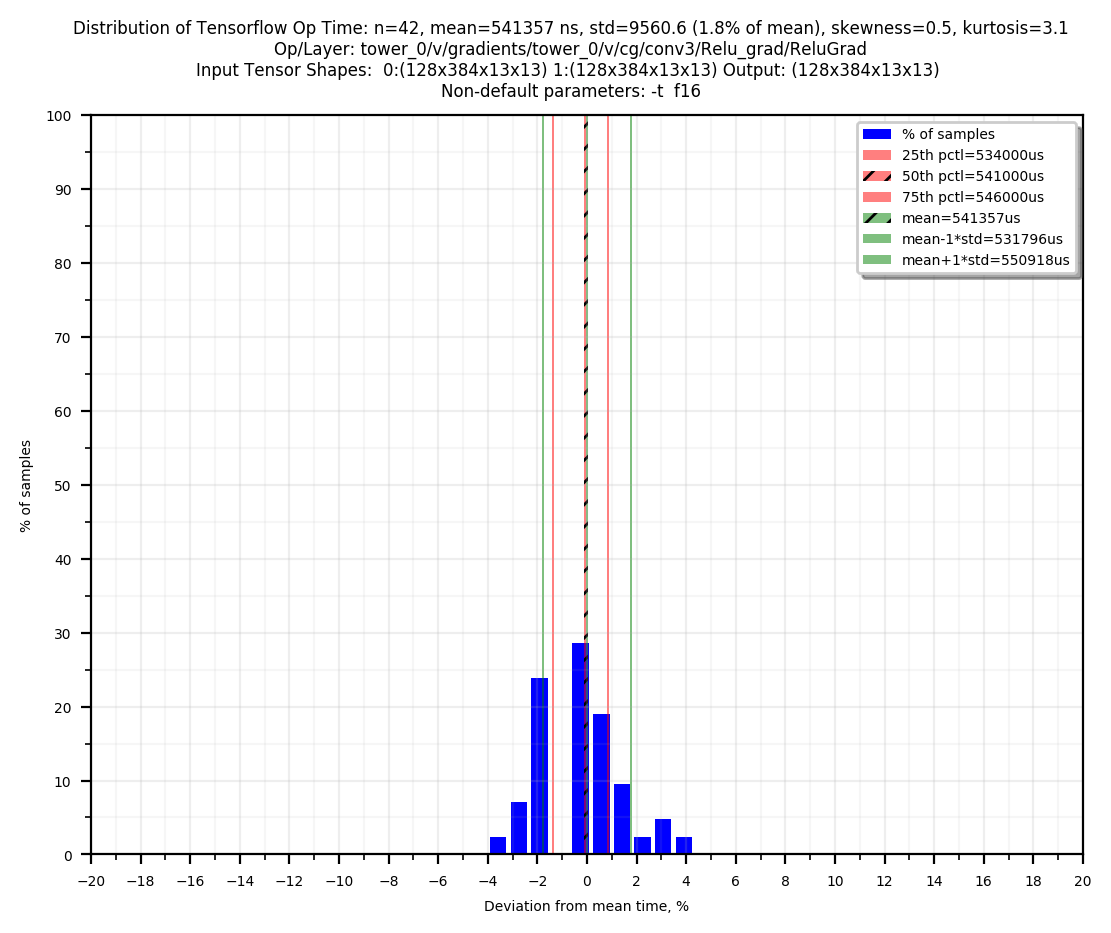 Distribution of Tensorflow Op Time: n=42, mean=541357 ns, std=9560.6 (1.8% of mean), skewness=0.5, kurtosis=3.1
Op/Layer: tower_0/v/gradients/tower_0/v/cg/conv3/Relu_grad/ReluGrad
Input Tensor Shapes:  0:(128x384x13x13) 1:(128x384x13x13) Output: (128x384x13x13)
Non-default parameters: -t  f16
100
90
80
70
60
50
40
30
20
10
0
% of samples
% of samples
25th pctl=534000us
50th pctl=541000us
75th pctl=546000us
mean=541357us
mean-1*std=531796us
mean+1*std=550918us
−20 −18 −16 −14 −12 −10 −8 −6 −4 −2 0 2 4 6 8 10 12 14 16 18 20
Deviation from mean time, %